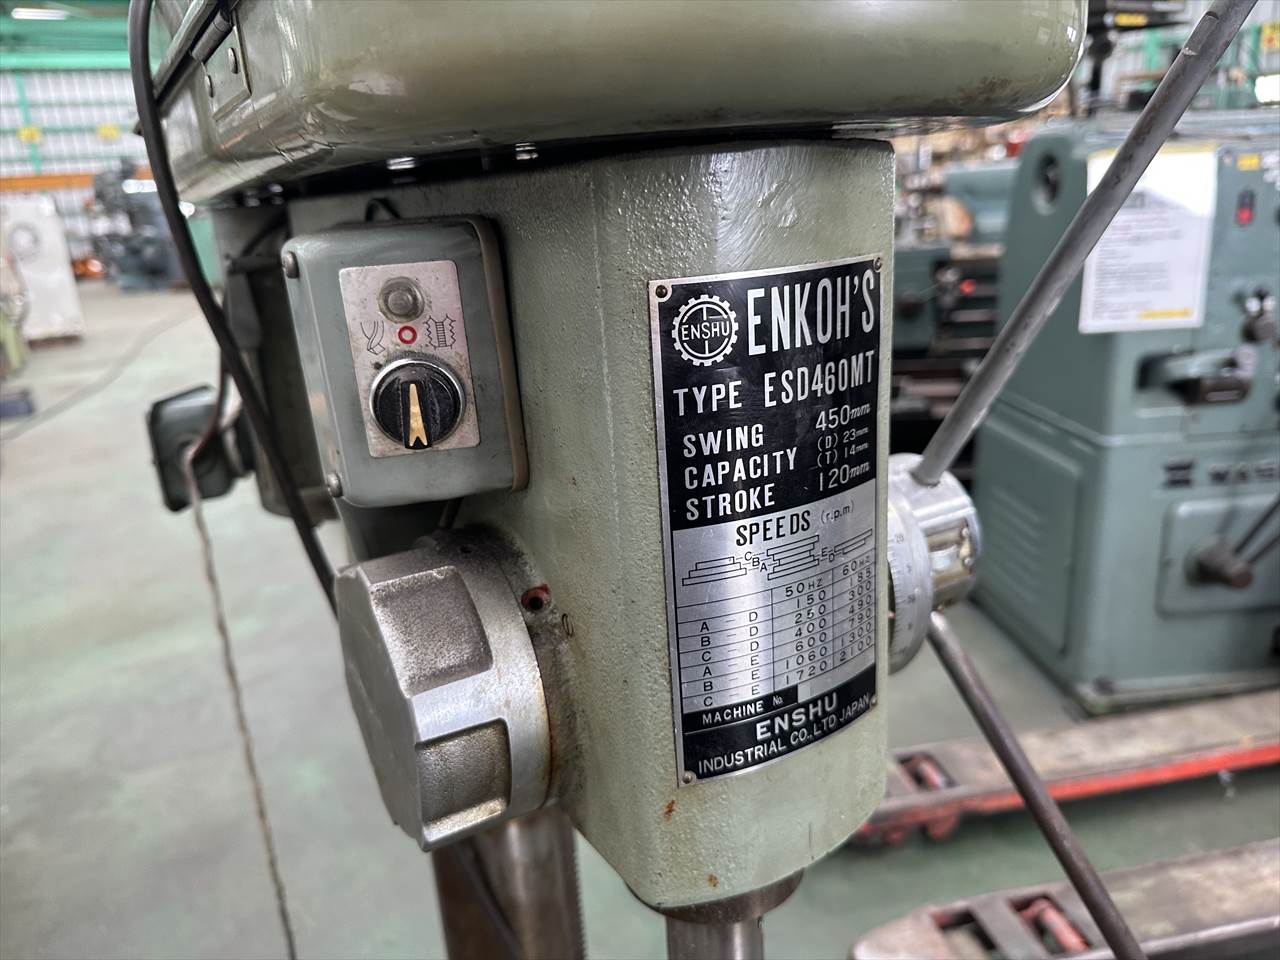 ENSHU
ENKOH'S
TYPE ESD460MT
SWING 450mm
CAPACITY (D) 23mm
(T) 14mm
STROKE 120mm
SPEEDS (r.p.m)
C B A E D
50HZ 60HZ
A — D 150 185
B — D 250 300
C — D 400 490
A — E 600 790
B — E 1060 1300
C — E 1720 2100
MACHINE No.
ENSHU
INDUSTRIAL CO.,LTD JAPAN